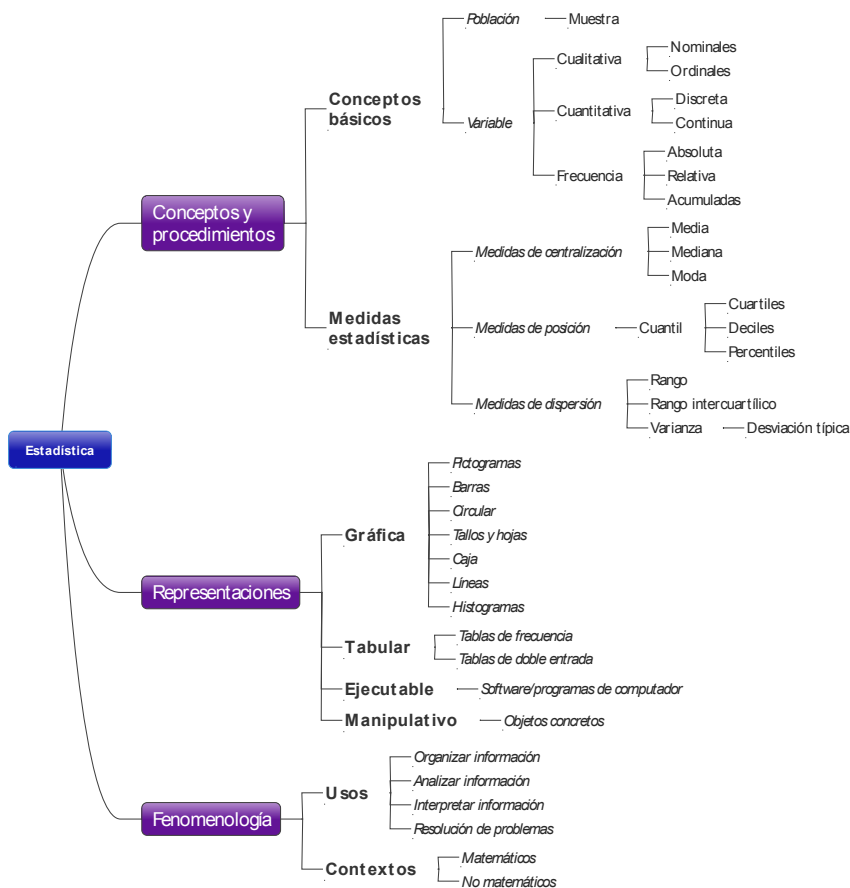 Estadística
Conceptos y
procedimientos
Conceptos
básicos
Población
Muestra
Variable
Cualitativa
Nominales
Ordinales
Cuantitativa
Discreta
Continua
Frecuencia
Absoluta
Relativa
Acumuladas
Medidas
estadísticas
Medidas de centralización
Media
Mediana
Moda
Medidas de posición
Cuantil
Cuartiles
Deciles
Percentiles
Medidas de dispersión
Rango
Rango intercuartílico
Varianza
Desviación típica
Representaciones
Gráfica
Pictogramas
Barras
Circular
Tallos y hojas
Caja
Líneas
Histogramas
Tabular
Tablas de frecuencia
Tablas de doble entrada
Ejecutable
Software/programas de computador
Manipulativo
Objetos concretos
Fenomenología
Usos
Organizar información
Analizar información
Interpretar información
Resolución de problemas
Contextos
Matemáticos
No matemáticos